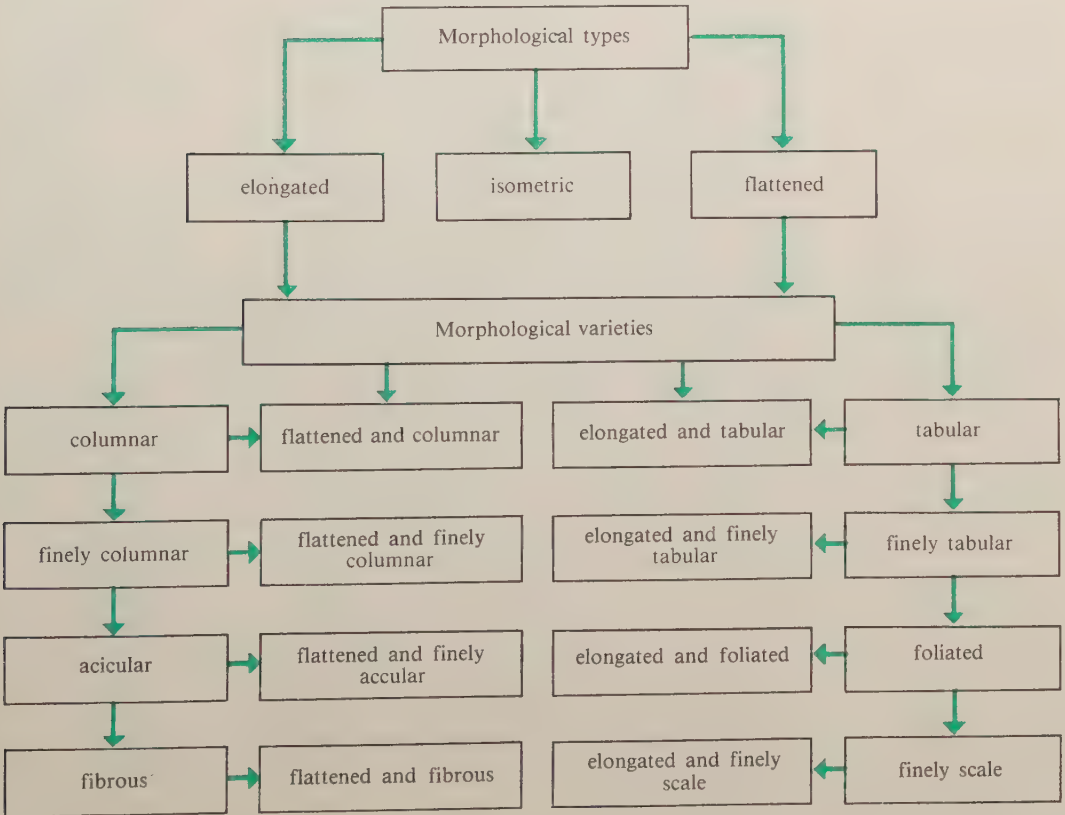 Morphological types
elongated
isometric
flattened
Morphological varieties
columnar
flattened and columnar
elongated and tabular
tabular
finely columnar
flattened and finely
columnar
elongated and finely
tabular
finely tabular
acicular
flattened and finely
accular
elongated and foliated
foliated
fibrous
flattened and fibrous
elongated and finely
scale
finely scale